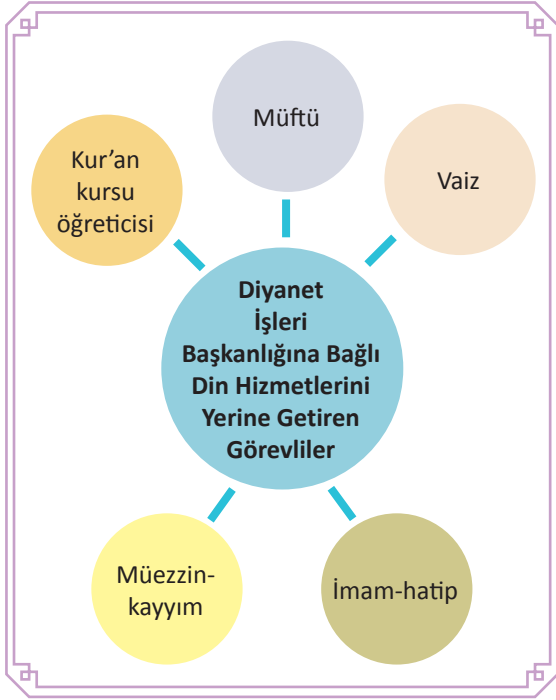 Müftü
Kur’an
kursu
öğreticisi
Vaiz
Diyanet
İşleri
Başkanlığına Bağlı
Din Hizmetlerini
Yerine Getiren
Görevliler
Müezzin-
kayyım
İmam-hatip